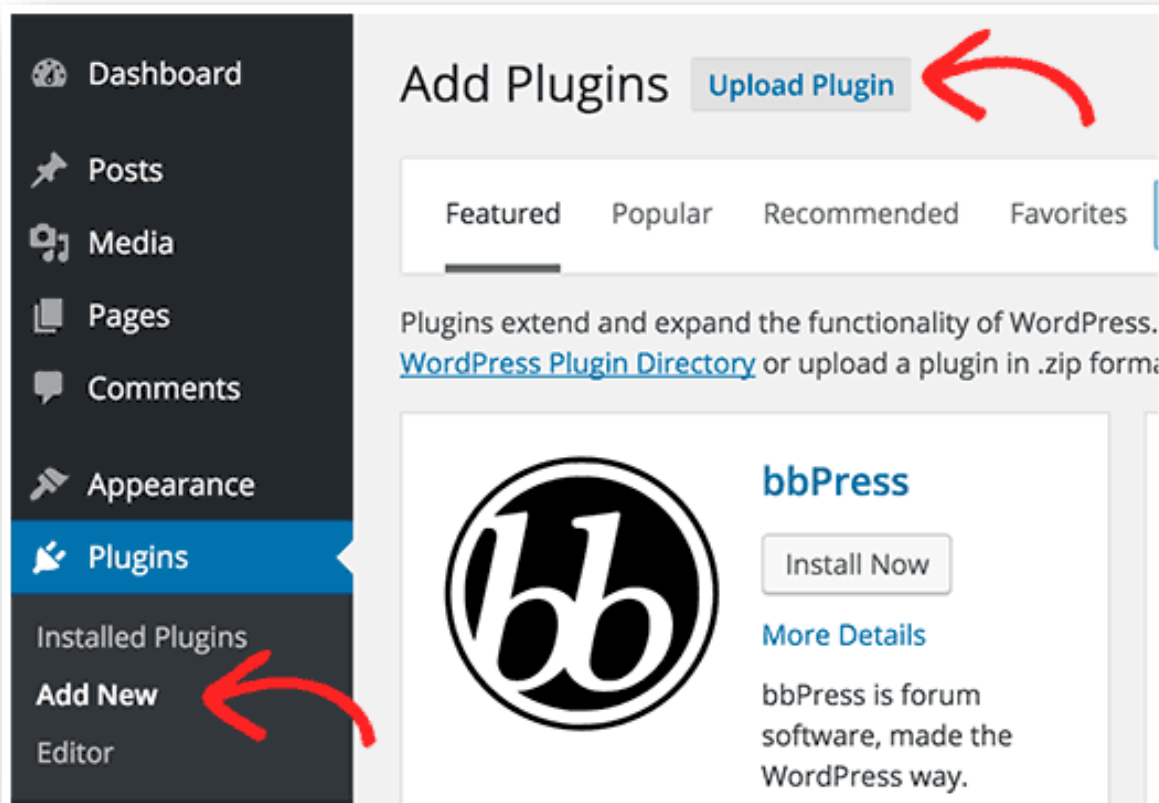 Dashboard
Posts
Media
Pages
Comments
Appearance
Plugins
Installed Plugins
Add New
Editor
Add Plugins
Upload Plugin
Featured
Popular
Recommended
Favorites
Plugins extend and expand the functionality of WordPress.
WordPress Plugin Directory or upload a plugin in .zip
bb
bbPress
Install Now
More Details
bbPress is forum
software, made the
WordPress way.